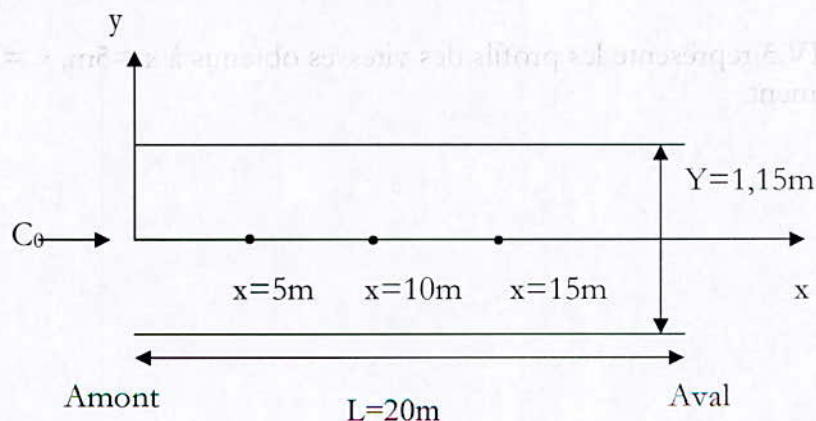 y
Y=1,15m
C₀
x=5m x=10m x=15m x
Amont L=20m Aval